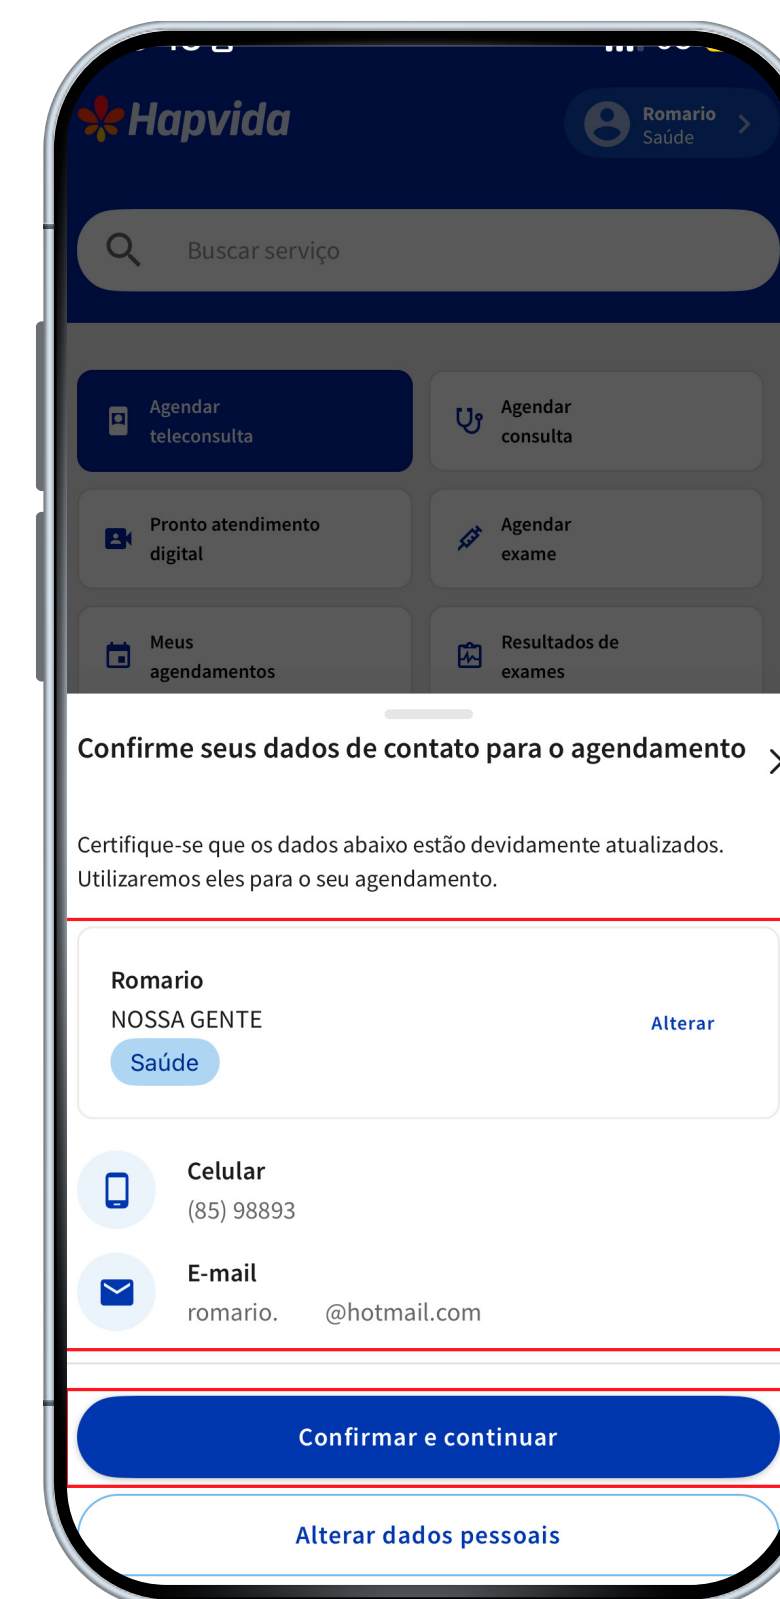 Hapvida
Romario
Saúde
Buscar serviço
Agendar
teleconsulta
Agendar
consulta
Pronto atendimento
digital
Agendar
exame
Meus
agendamentos
Resultados de
exames
Confirme seus dados de contato para o agendamento
Certifique-se que os dados abaixo estão devidamente atualizados.
Utilizaremos eles para o seu agendamento.
Romario
NOSSA GENTE
Alterar
Saúde
Celular
(85) 98893
E-mail
romario. @hotmail.com
Confirmar e continuar
Alterar dados pessoais